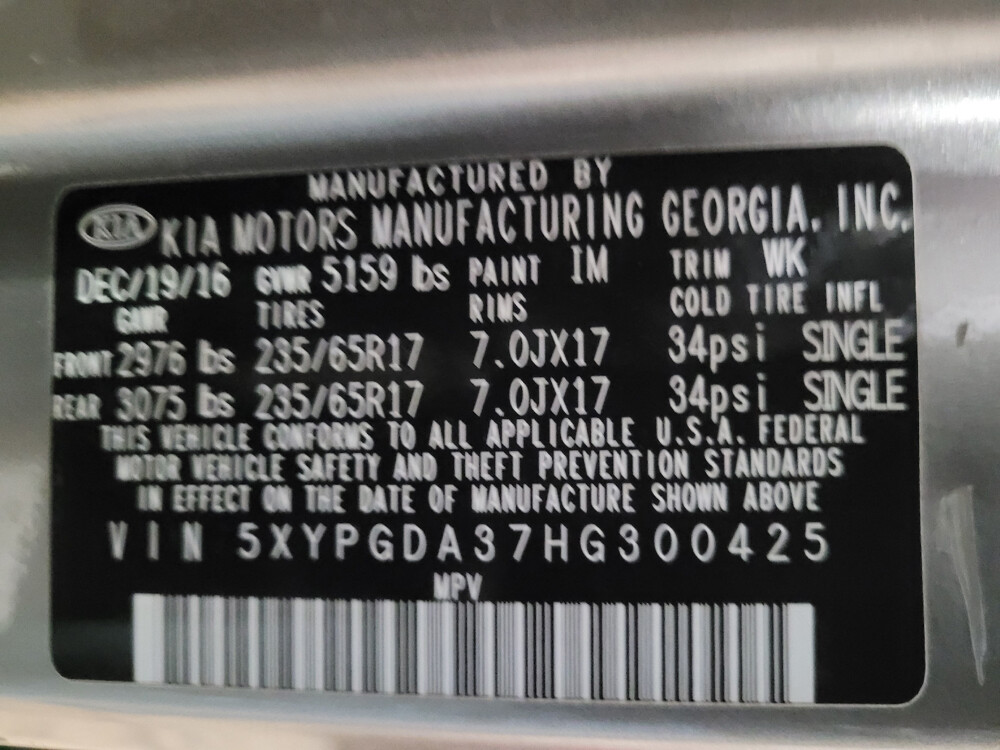 MANUFACTURED BY
KIA KIA MOTORS MANUFACTURING GEORGIA, INC.
DEC/19/16 GVWR 5159 lbs PAINT IM TRIM WK
GAWR TIRES RIMS COLD TIRE INFL
FRONT 2976 lbs 235/65R17 7.0JX17 34psi SINGLE
REAR 3075 lbs 235/65R17 7.0JX17 34psi SINGLE
THIS VEHICLE CONFORMS TO ALL APPLICABLE U.S.A. FEDERAL
MOTOR VEHICLE SAFETY AND THEFT PREVENTION STANDARDS
IN EFFECT ON THE DATE OF MANUFACTURE SHOWN ABOVE
VIN 5XYPGDA37HG300425
MPV